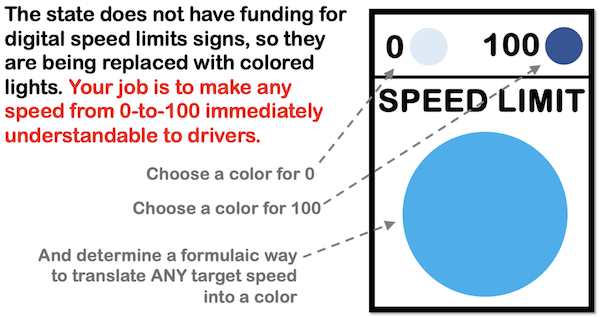 The state does not have funding for
digital speed limits signs, so they
are being replaced with colored
lights. Your job is to make any
speed from 0-to-100 immediately
understandable to drivers.
0 100
SPEED LIMIT
Choose a color for 0
Choose a color for 100
And determine a formulaic way
to translate ANY target speed
into a color